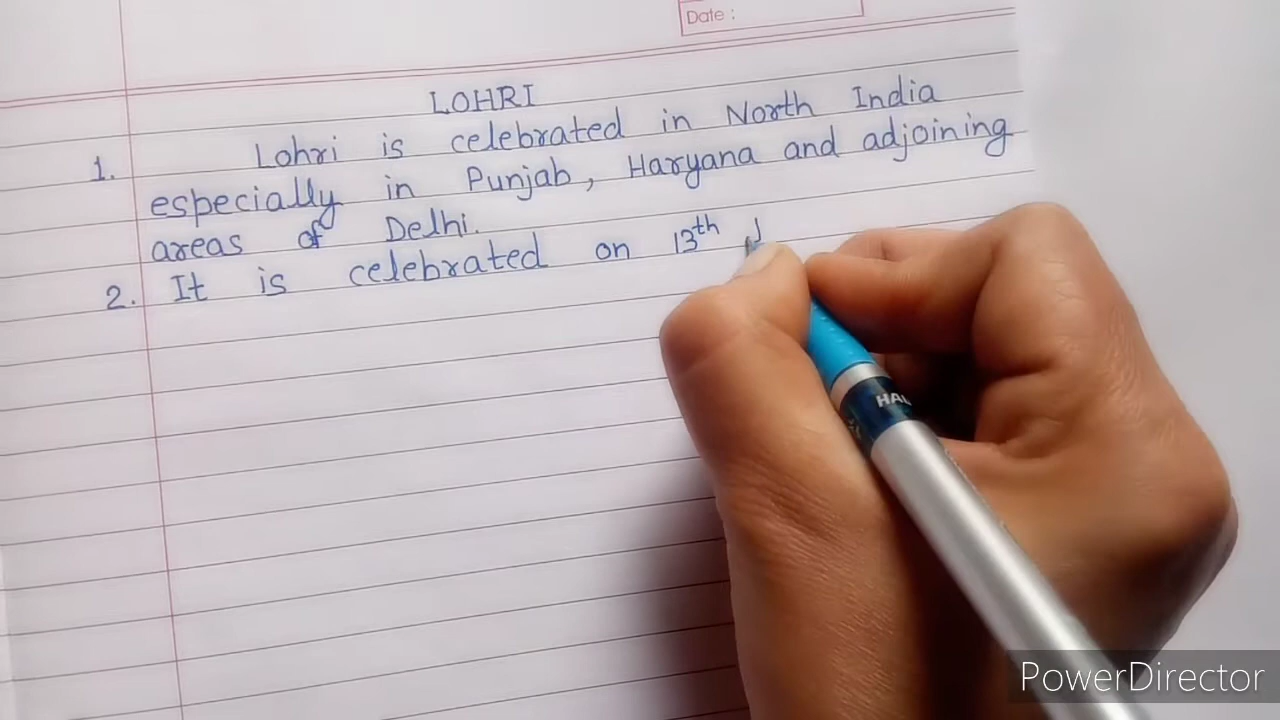 Date :
LOHRI
1. Lohri is celebrated in North India
especially in Punjab, Haryana and adjoining
areas of Delhi.
2. It is celebrated on 13th J
HAU
PowerDirector